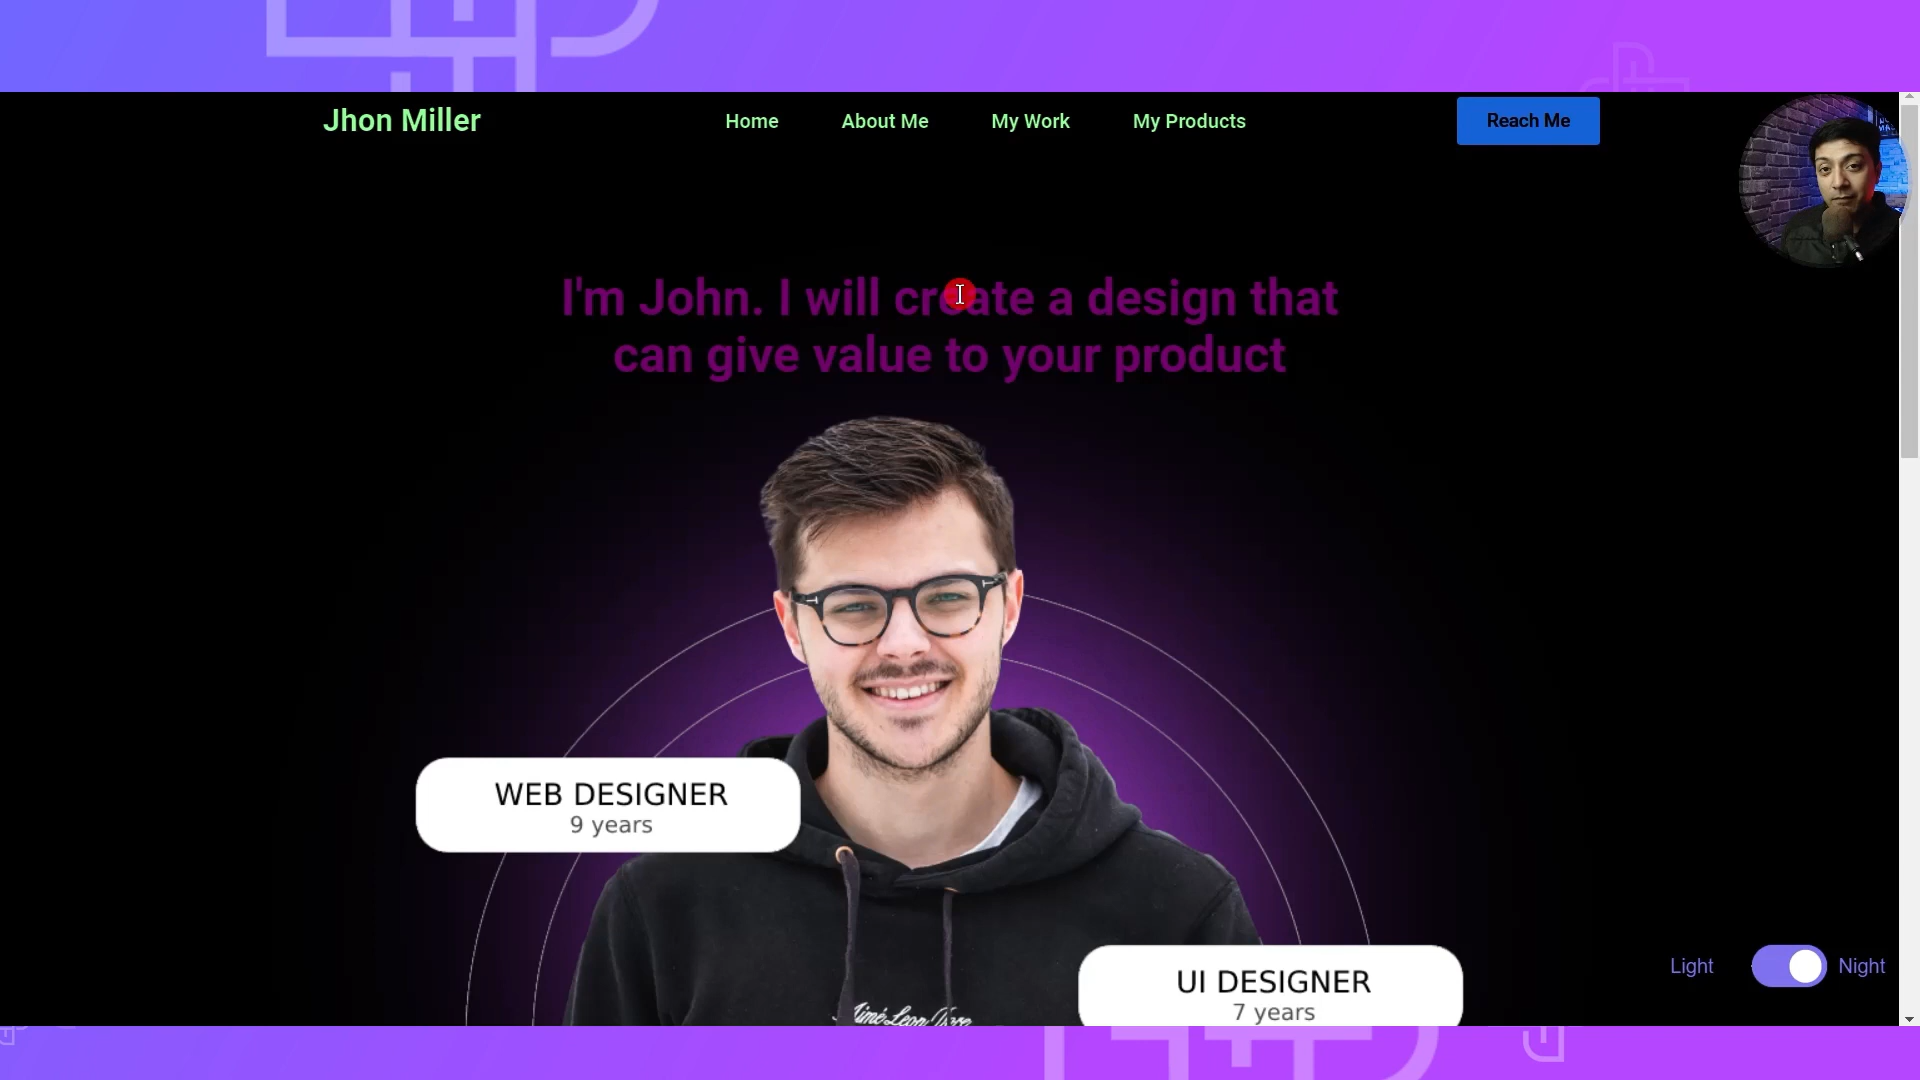 Jhon Miller
Home
About Me
My Work
My Products
Reach Me
I'm John. I will create a design that
can give value to your product
WEB DESIGNER
9 years
UI DESIGNER
7 years
Light
Night